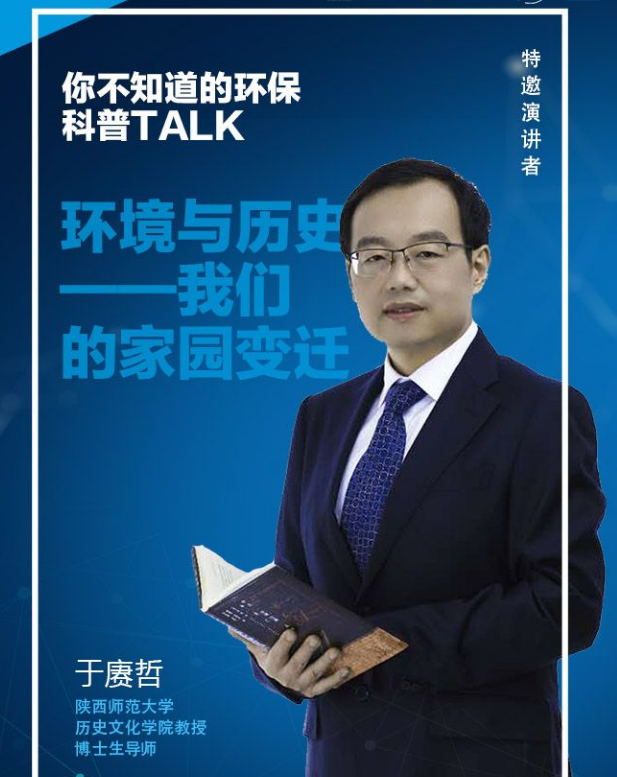 你不知道的环保
科普TALK
特邀演讲者
环境与历史
——我们
的家园变迁
于赓哲
陕西师范大学
历史文化学院教授
博士生导师